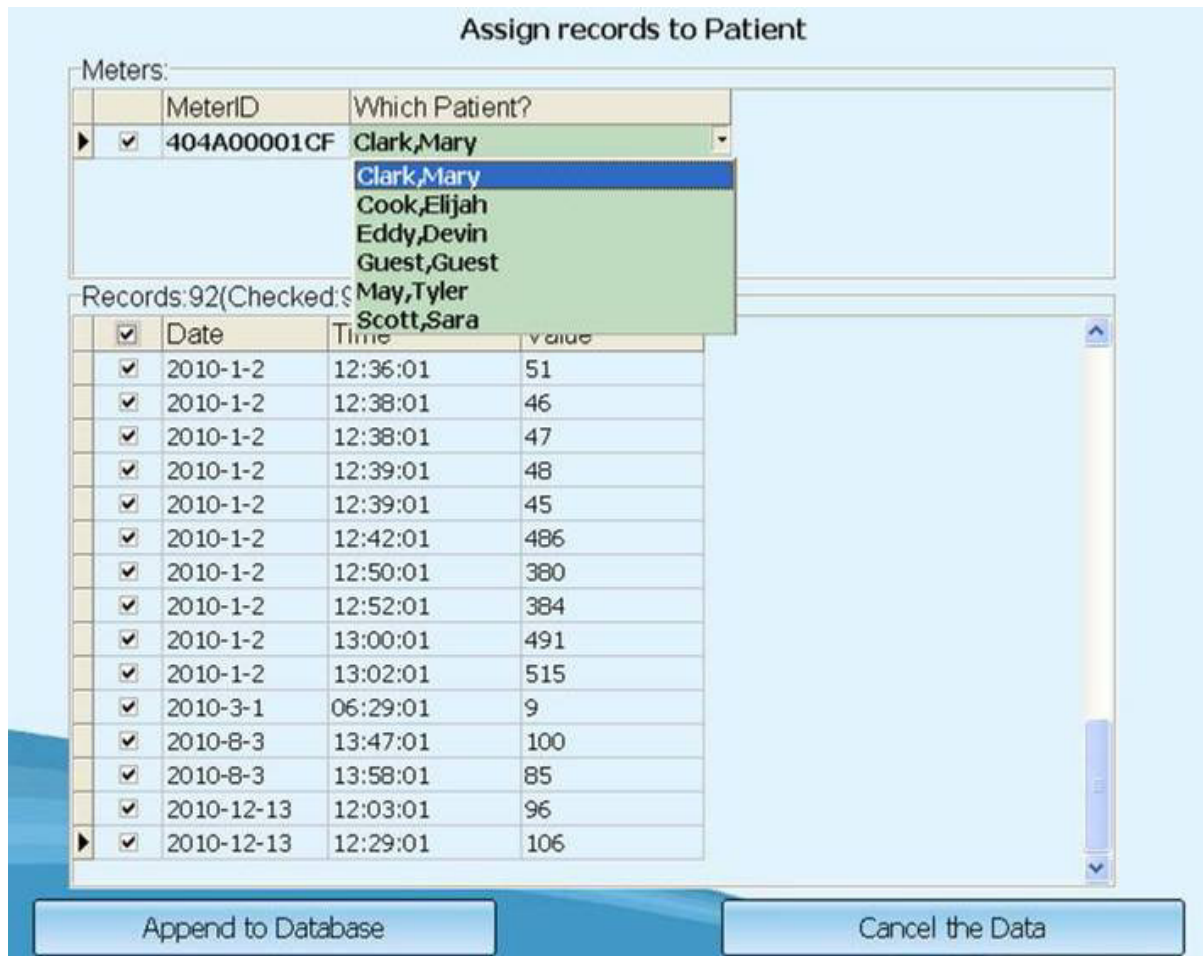 Assign records to Patient
Meters:
MeterID Which Patient?
404A00001CF Clark,Mary
Clark,Mary
Cook,Elijah
Eddy,Devin
Guest,Guest
May,Tyler
Scott,Sara
Records:92(Checked:
Date Time Value
2010-1-2 12:36:01 51
2010-1-2 12:38:01 46
2010-1-2 12:38:01 47
2010-1-2 12:39:01 48
2010-1-2 12:39:01 45
2010-1-2 12:42:01 486
2010-1-2 12:50:01 380
2010-1-2 12:52:01 384
2010-1-2 13:00:01 491
2010-1-2 13:02:01 515
2010-3-1 06:29:01 9
2010-8-3 13:47:01 100
2010-8-3 13:58:01 85
2010-12-13 12:03:01 96
2010-12-13 12:29:01 106
Append to Database Cancel the Data